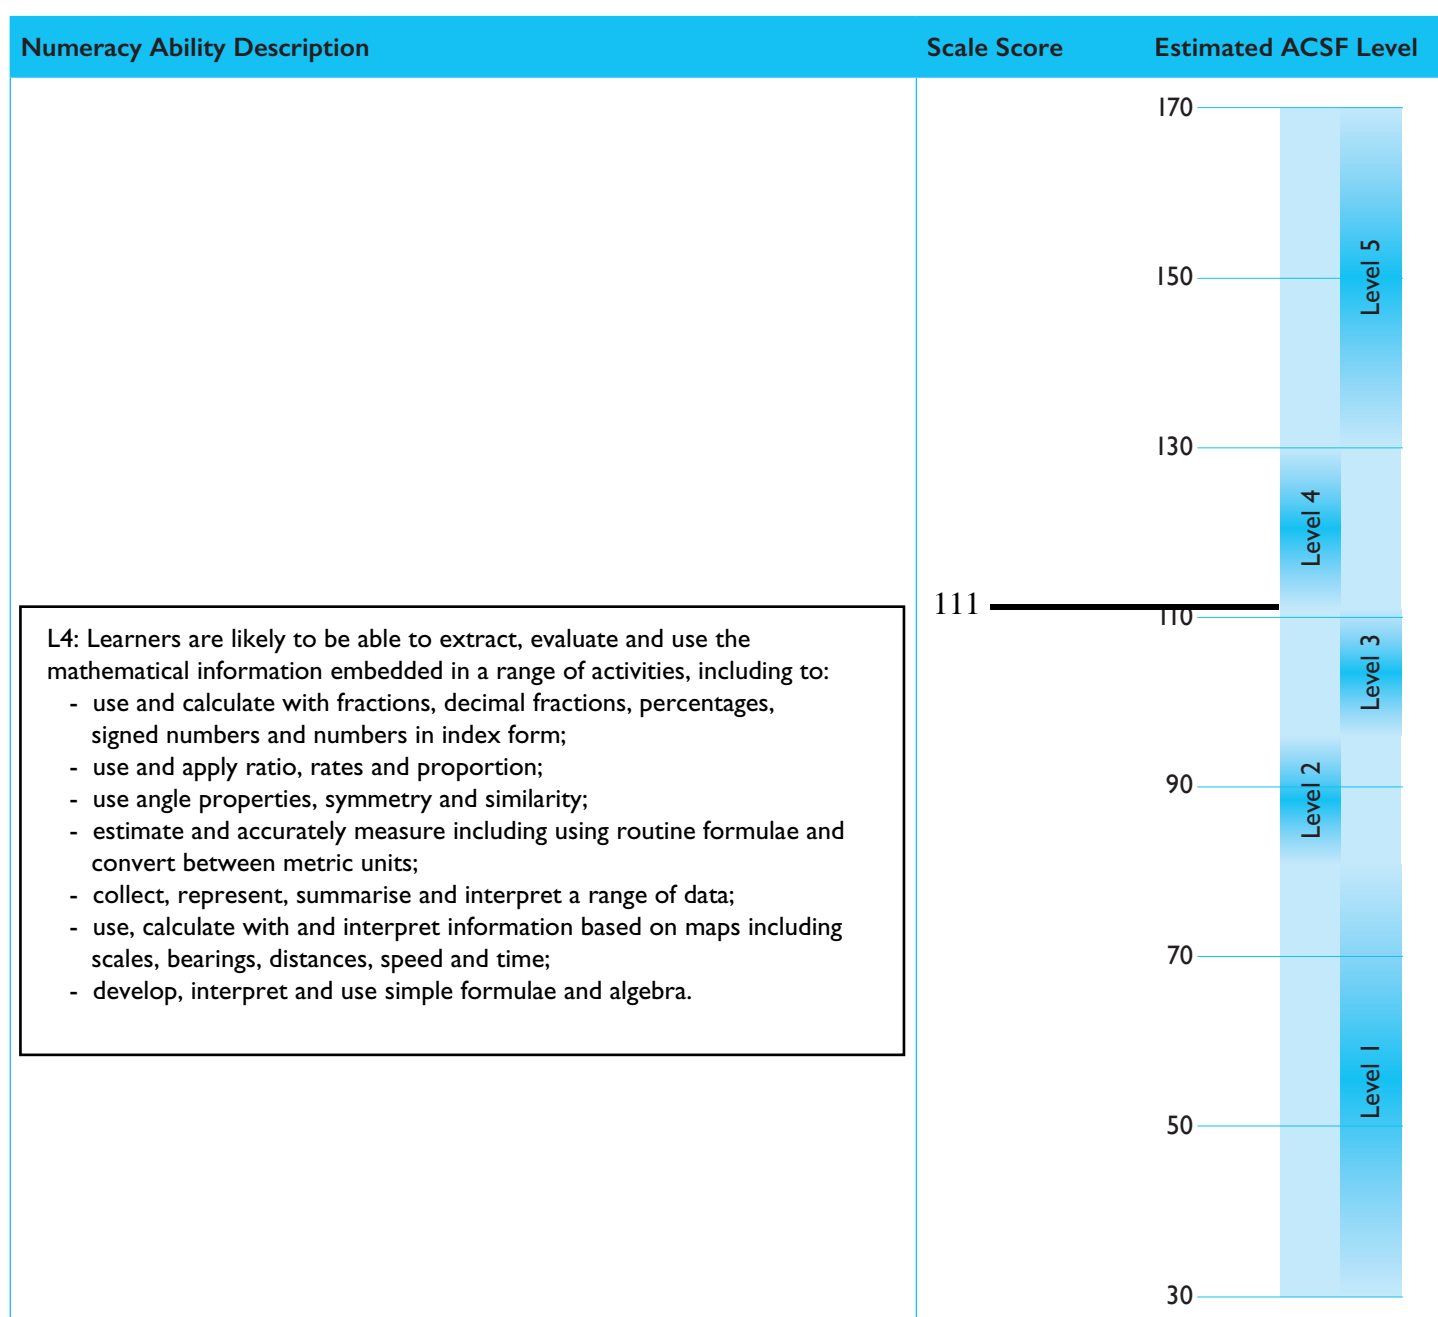 Numeracy Ability Description Scale Score Estimated ACSF Level
170
Level 5
150
130
Level 4
111
110
L4: Learners are likely to be able to extract, evaluate and use the
mathematical information embedded in a range of activities, including to:
- use and calculate with fractions, decimal fractions, percentages,
signed numbers and numbers in index form;
- use and apply ratio, rates and proportion;
- use angle properties, symmetry and similarity;
- estimate and accurately measure including using routine formulae and
convert between metric units;
- collect, represent, summarise and interpret a range of data;
- use, calculate with and interpret information based on maps including
scales, bearings, distances, speed and time;
- develop, interpret and use simple formulae and algebra.
Level 3
90
Level 2
70
Level 1
50
30